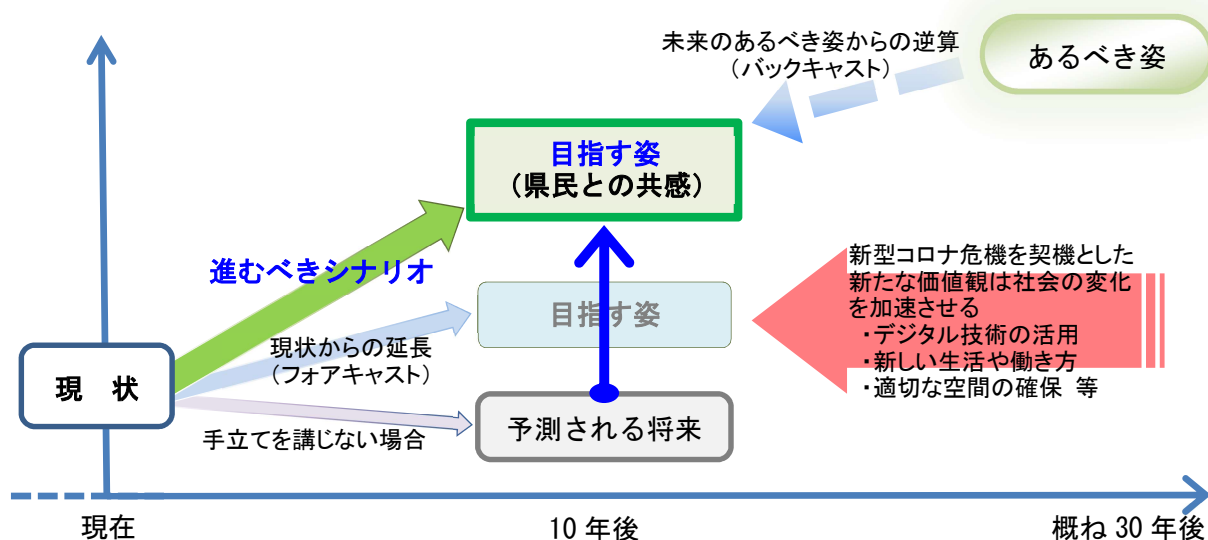 未来のあるべき姿からの逆算
（バックキャスト）
あるべき姿
目指す姿
（県民との共感）
進むべきシナリオ
新型コロナ危機を契機とした
新たな価値観は社会の変化
を加速させる
・デジタル技術の活用
・新しい生活や働き方
・適切な空間の確保 等
目指す姿
現状からの延長
（フォアキャスト）
現 状
手立てを講じない場合
予測される将来
現在
10 年後
概ね 30 年後